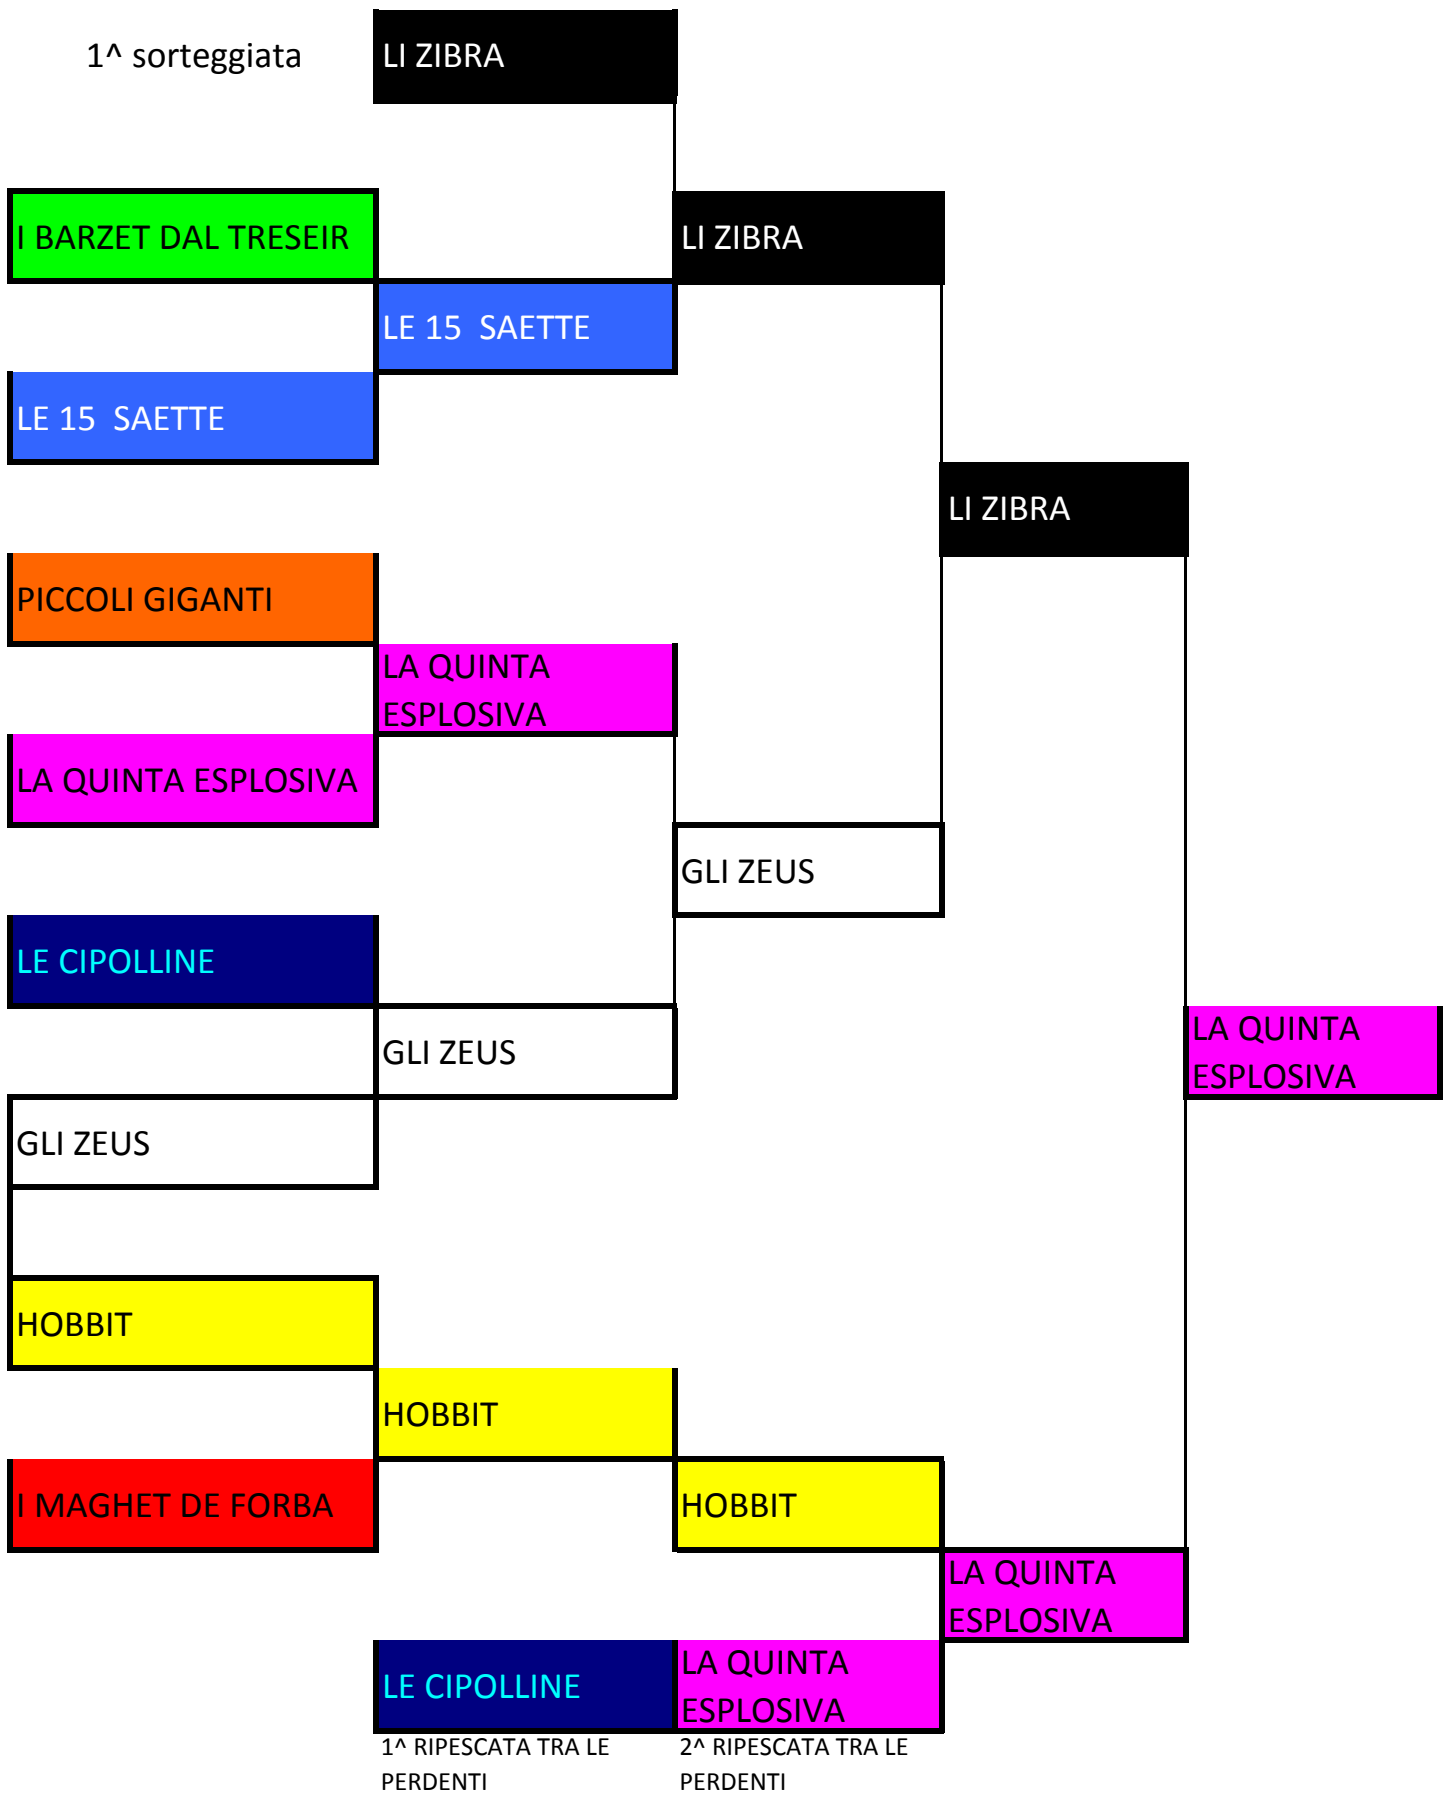 1^ sorteggiata
LI ZIBRA
I BARZET DAL TRESEIR
LI ZIBRA
LE 15  SAETTE
LE 15  SAETTE
LI ZIBRA
PICCOLI GIGANTI
LA QUINTA
ESPLOSIVA
LA QUINTA ESPLOSIVA
GLI ZEUS
LE CIPOLLINE
GLI ZEUS
LA QUINTA
ESPLOSIVA
GLI ZEUS
HOBBIT
HOBBIT
I MAGHET DE FORBA
HOBBIT
LA QUINTA
ESPLOSIVA
LE CIPOLLINE
LA QUINTA
ESPLOSIVA
1^ RIPESCATA TRA LE
PERDENTI
2^ RIPESCATA TRA LE
PERDENTI